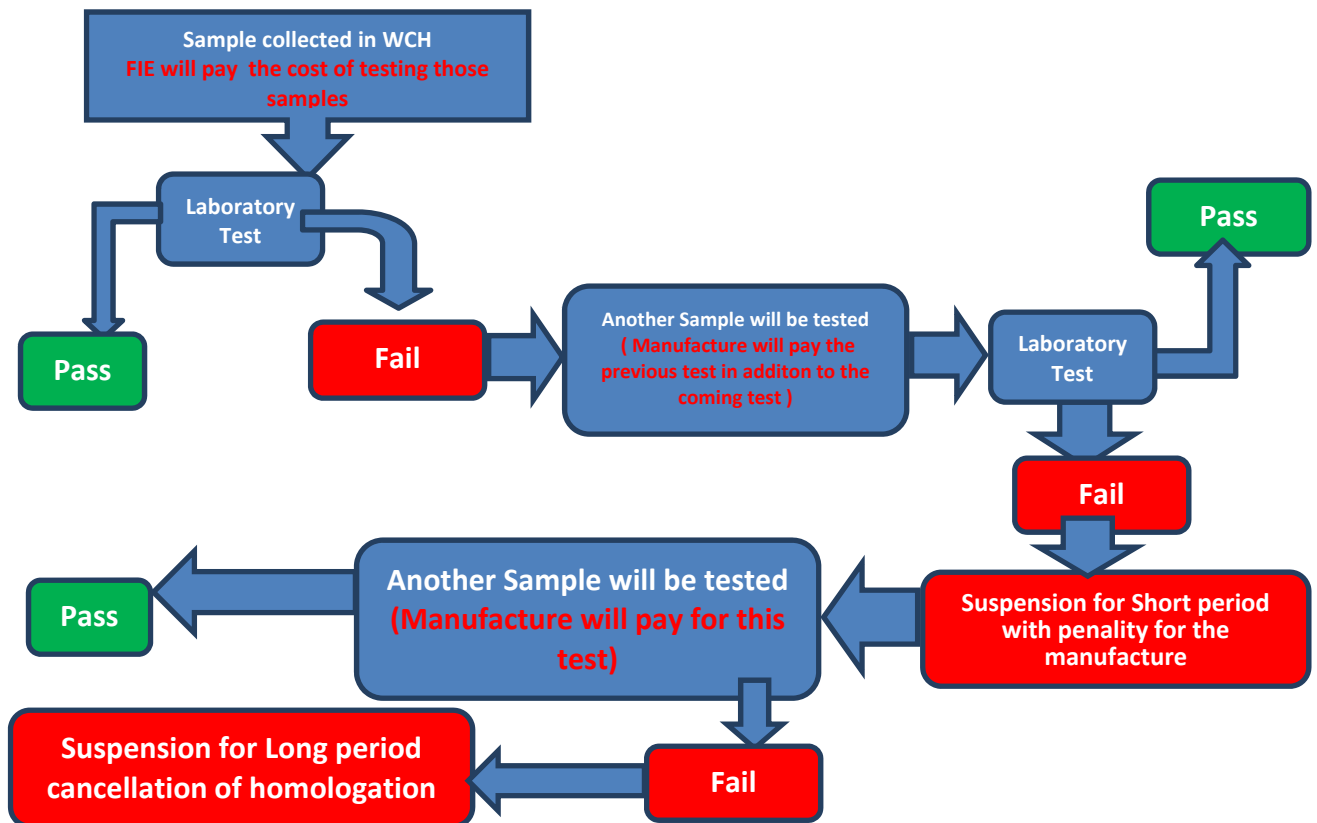 Sample collected in WCH
FIE will pay the cost of testing those
samples
Laboratory
Test
Pass
Fail
Another Sample will be tested
( Manufacture will pay the
previous test in additon to the
coming test )
Laboratory
Test
Pass
Fail
Suspension for Short period
with penality for the
manufacture
Another Sample will be tested
(Manufacture will pay for this
test)
Pass
Fail
Suspension for Long period
cancellation of homologation